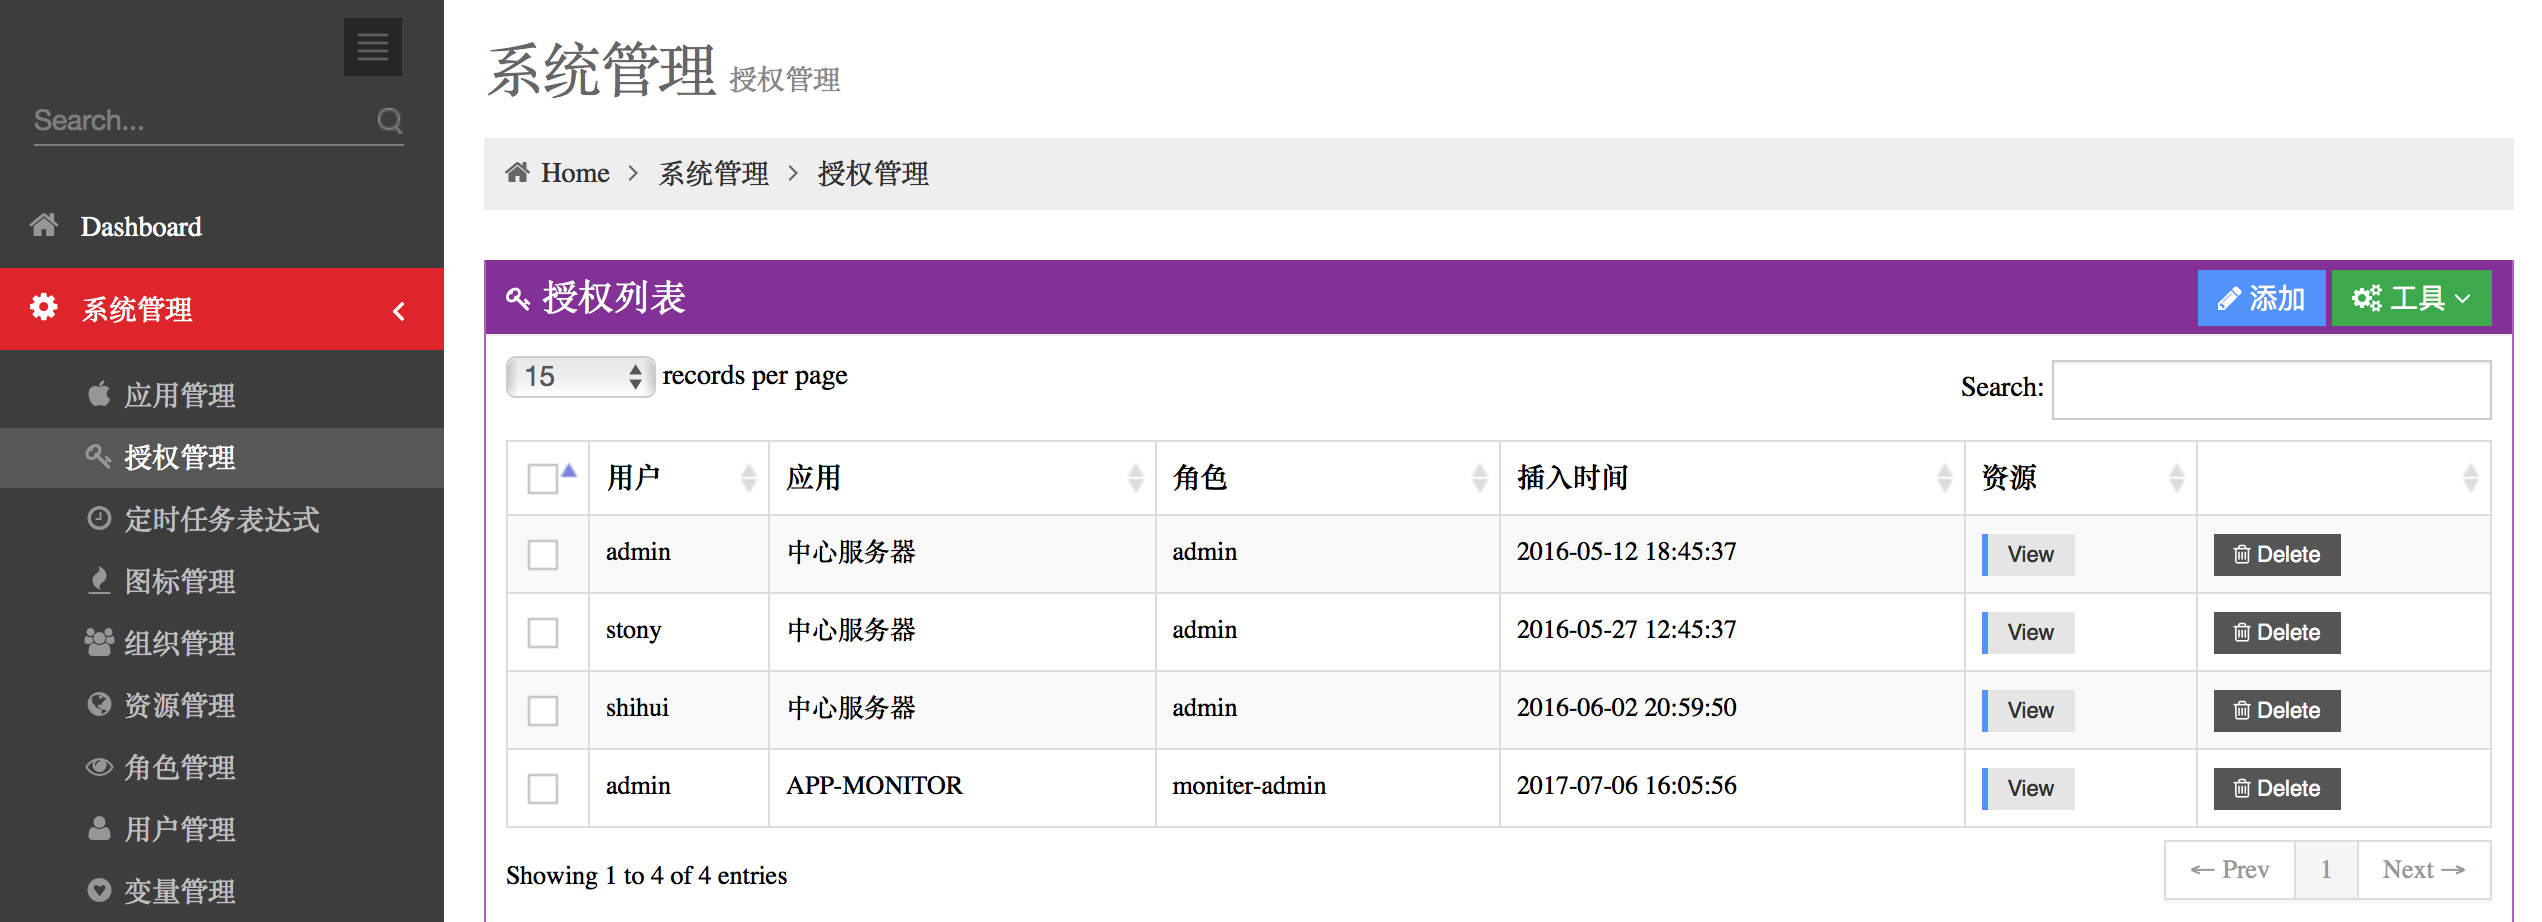 Search...
Dashboard
系统管理
应用管理
授权管理
定时任务表达式
图标管理
组织管理
资源管理
角色管理
用户管理
变量管理
系统管理 授权管理
Home > 系统管理 > 授权管理
授权列表 添加 工具
15 records per page Search:
用户 应用 角色 插入时间 资源
admin 中心服务器 admin 2016-05-12 18:45:37 View Delete
stony 中心服务器 admin 2016-05-27 12:45:37 View Delete
shihui 中心服务器 admin 2016-06-02 20:59:50 View Delete
admin APP-MONITOR moniter-admin 2017-07-06 16:05:56 View Delete
Showing 1 to 4 of 4 entries ← Prev 1 Next →